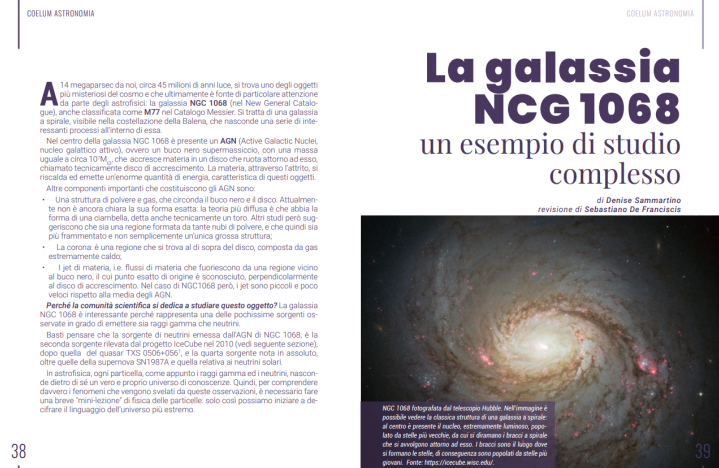 COELUM ASTRONOMIA
A 14 megaparsec da noi, circa 45 milioni di anni luce, si trova uno degli oggetti
più misteriosi del cosmo e che ultimamente è fonte di particolare attenzione
da parte degli astrofisici: la galassia NGC 1068 (nel New General Catalo-
gue), anche classificata come M77 nel Catalogo Messier. Si tratta di una galassia
a spirale, visibile nella costellazione della Balena, che nasconde una serie di inte-
ressanti processi all'interno di essa.
Nel centro della galassia NGC 1068 è presente un AGN (Active Galactic Nuclei,
nucleo galattico attivo), ovvero un buco nero supermassiccio, con una massa
uguale a circa che accresce materia in un disco che ruota attorno ad esso,
chiamato tecnicamente disco di accrescimento. La materia, attraverso l'attrito, si
riscalda ed emette un'enorme quantità di energia, caratteristica di questi oggetti.
Altre componenti importanti che costituiscono gli AGN sono:
• Una struttura di polvere e gas, che circonda il buco nero e il disco. Attualmen-
te non è ancora chiara la sua forma esatta: la teoria più diffusa è che abbia la
forma di una ciambella, detta anche tecnicamente un toro. Altri studi però sug-
geriscono che sia una regione formata da tante nubi di polvere, e che quindi sia
più frammentato e non semplicemente un'unica grossa struttura;
• La corona: è una regione che si trova al di sopra del disco, composta da gas
estremamente caldo;
• I jet di materia, i.e. flussi di materia che fuoriescono da una regione vicino
al buco nero, il cui punto esatto di origine è sconosciuto, perpendicolarmente
al disco di accrescimento. Nel caso di NGC1068 però, i jet sono piccoli e poco
veloci rispetto alla media degli AGN.
Perché la comunità scientifica si dedica a studiare questo oggetto? La galassia
NGC 1068 è interessante perché rappresenta una delle pochissime sorgenti os-
servate in grado di emettere sia raggi gamma che neutrini.
Basti pensare che la sorgente di neutrini emessa dall'AGN di NGC 1068, è la
seconda sorgente rilevata dal progetto IceCube nel 2010 (vedi seguente sezione),
dopo quella del quasar TXS 0506+056¹, e la quarta sorgente nota in assoluto,
oltre quelle della supernova SN1987A e quella relativa ai neutrini solari.
In astrofisica, ogni particella, come appunto i raggi gamma ed i neutrini, nascon-
de dietro di sé un vero e proprio universo di conoscenze. Quindi, per comprendere
davvero i fenomeni che vengono svelati da queste osservazioni, è necessario fare
una breve "mini-lezione" di fisica delle particelle: solo così possiamo iniziare a de-
cifrare il linguaggio dell'universo più estremo.
38
COELUM ASTRONOMIA
La galassia
NCG 1068
un esempio di studio
complesso
di Denise Sammartino
revisione di Sebastiano De Franciscis
NGC 1068 fotografata dal telescopio Hubble. Nell'immagine è
possibile vedere la classica struttura di una galassia a spirale:
al centro è presente il nucleo, estremamente luminoso, popo-
lato da stelle più vecchie, da cui si diramano i bracci a spirale
che si avvolgono attorno ad esso. I bracci sono il luogo dove
si formano le stelle, di conseguenza sono popolati da stelle più
giovani. Fonte: https://icecube.wisc.edu/.
39